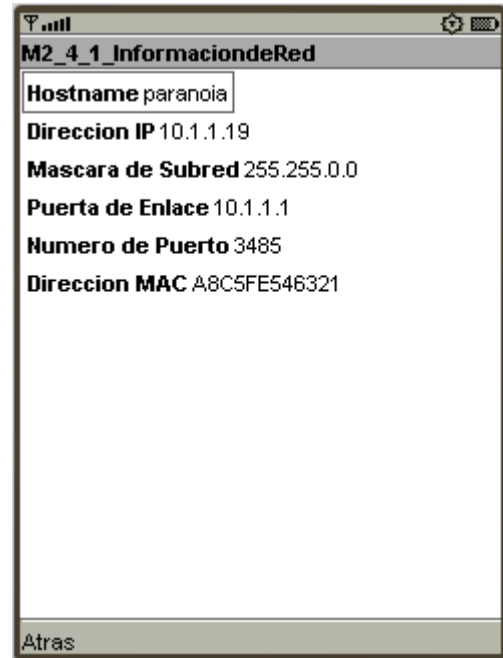 M2_4_1_InformaciondeRed
Hostname paranoia
Direccion IP 10.1.1.19
Mascara de Subred 255.255.0.0
Puerta de Enlace 10.1.1.1
Numero de Puerto 3485
Direccion MAC A8C5FE546321
Atras